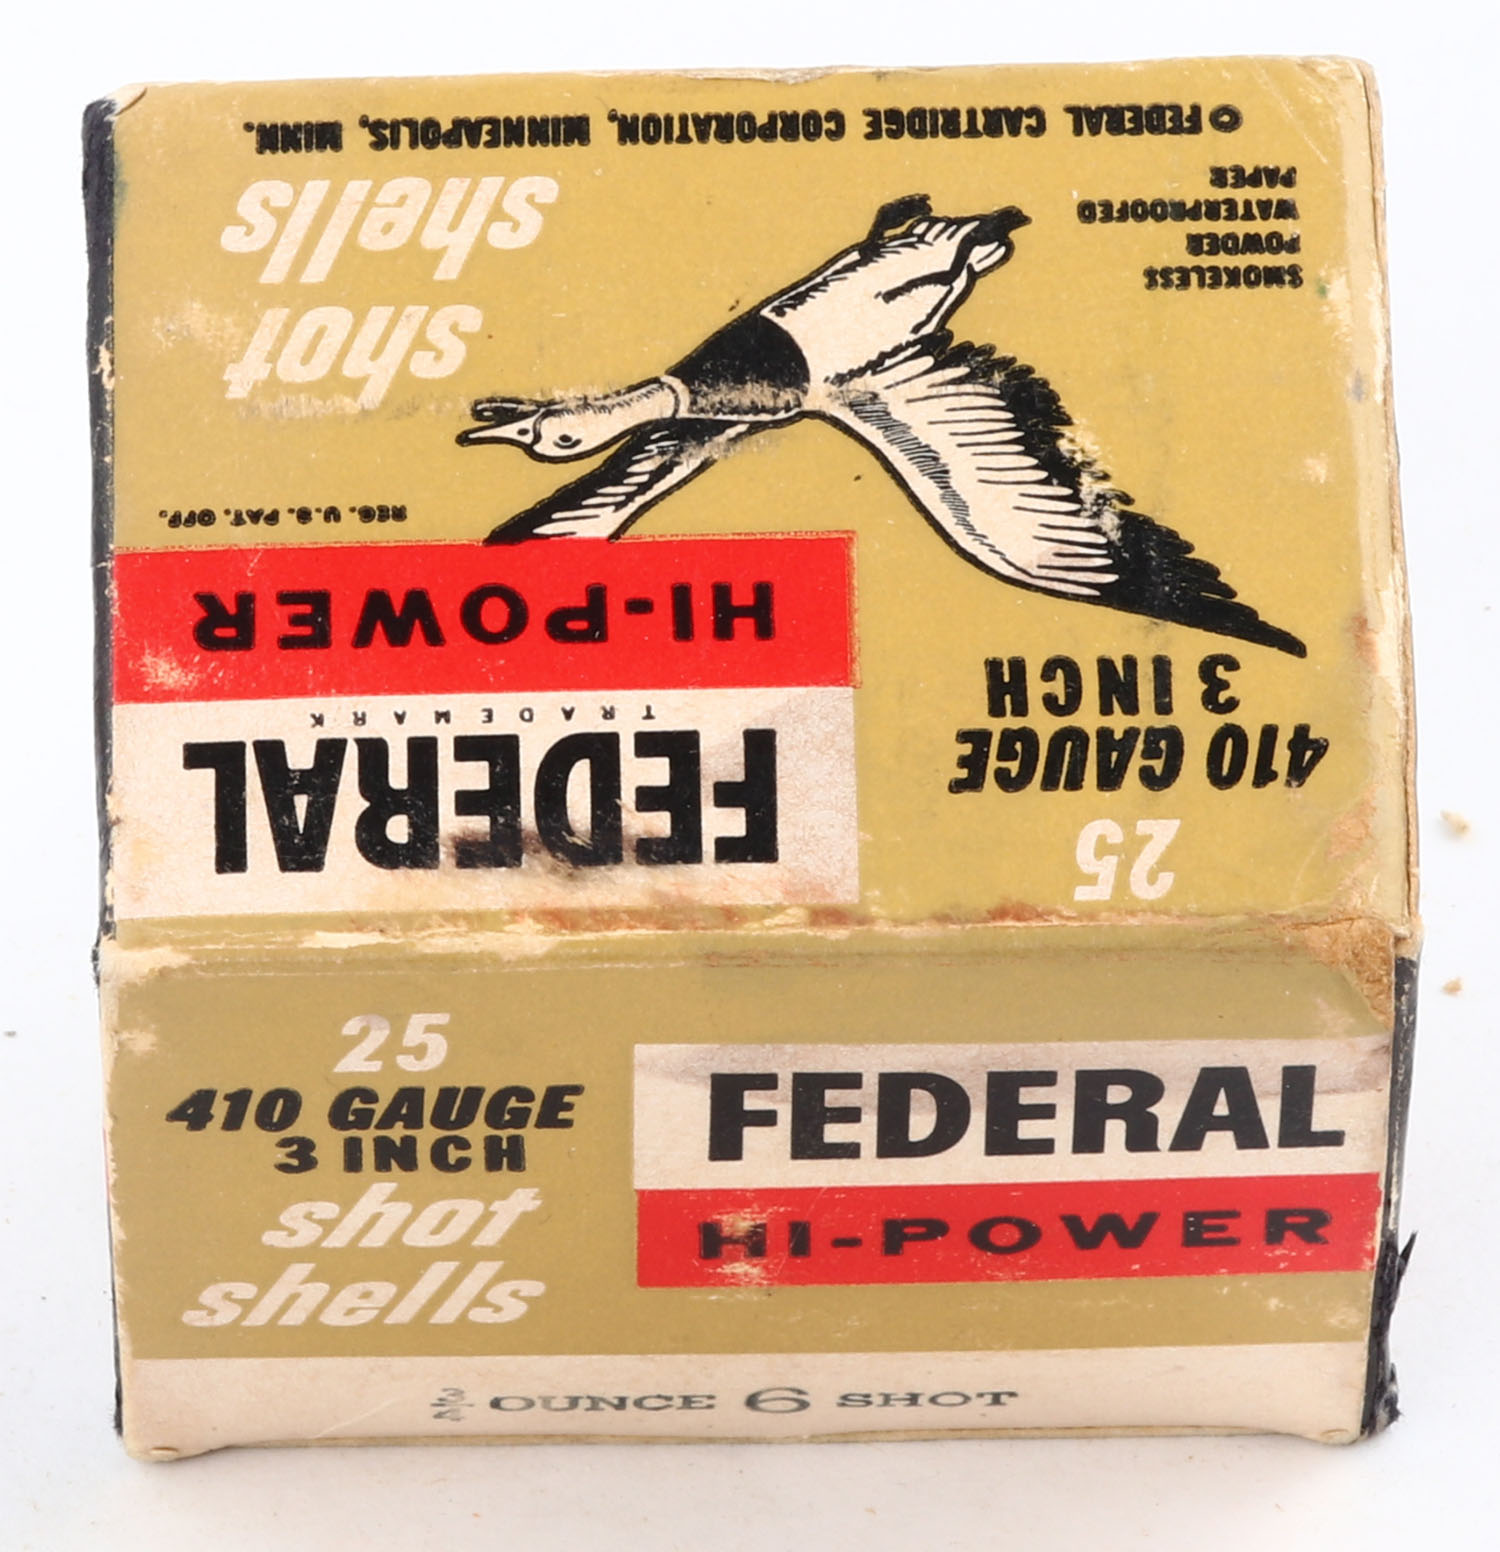 25
410 GAUGE
3 INCH
FEDERAL
TRADEMARK
HI-POWER
REG. U.S. PAT. OFF.
shot
shells
SMOKELESS
POWDER
WATERPROOFED
PAPER
© FEDERAL CARTRIDGE CORPORATION, MINNEAPOLIS, MINN.
25
410 GAUGE
3 INCH
shot
shells
FEDERAL
HI-POWER
3/4 OUNCE 6 SHOT